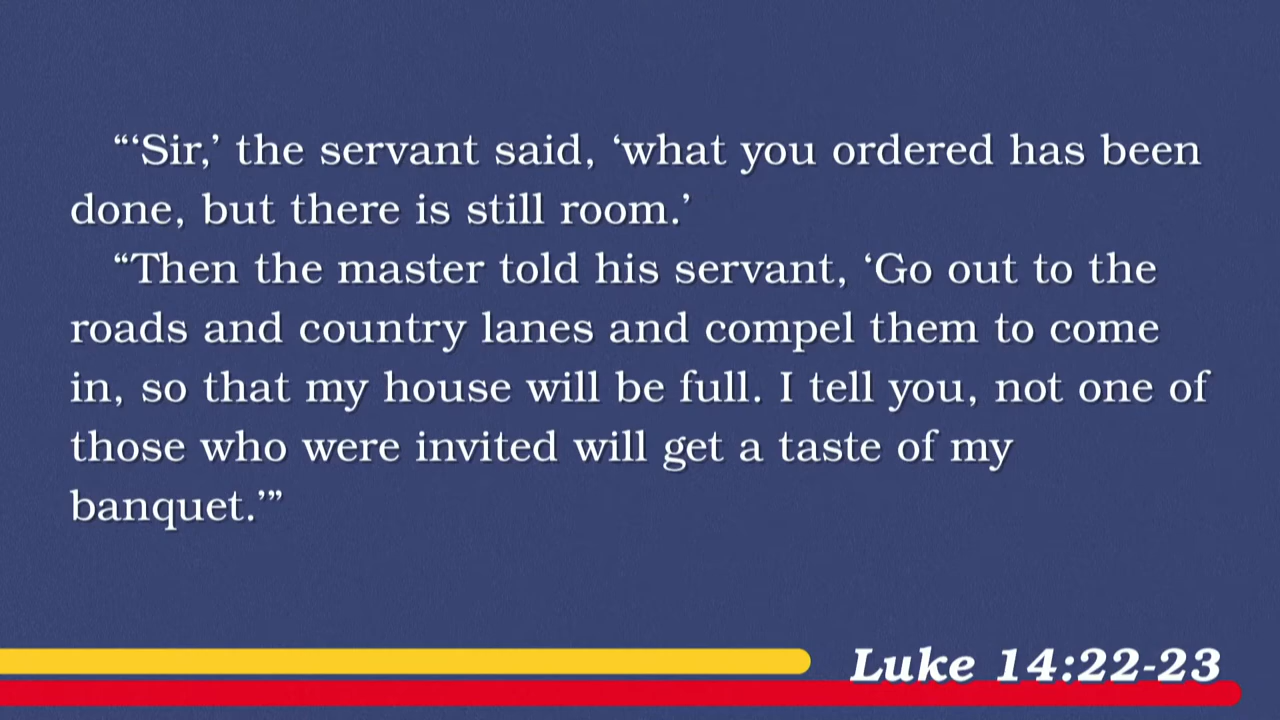 “‘Sir,’ the servant said, ‘what you ordered has been
done, but there is still room.’
“Then the master told his servant, ‘Go out to the
roads and country lanes and compel them to come
in, so that my house will be full. I tell you, not one of
those who were invited will get a taste of my
banquet.’”
Luke 14:22-23